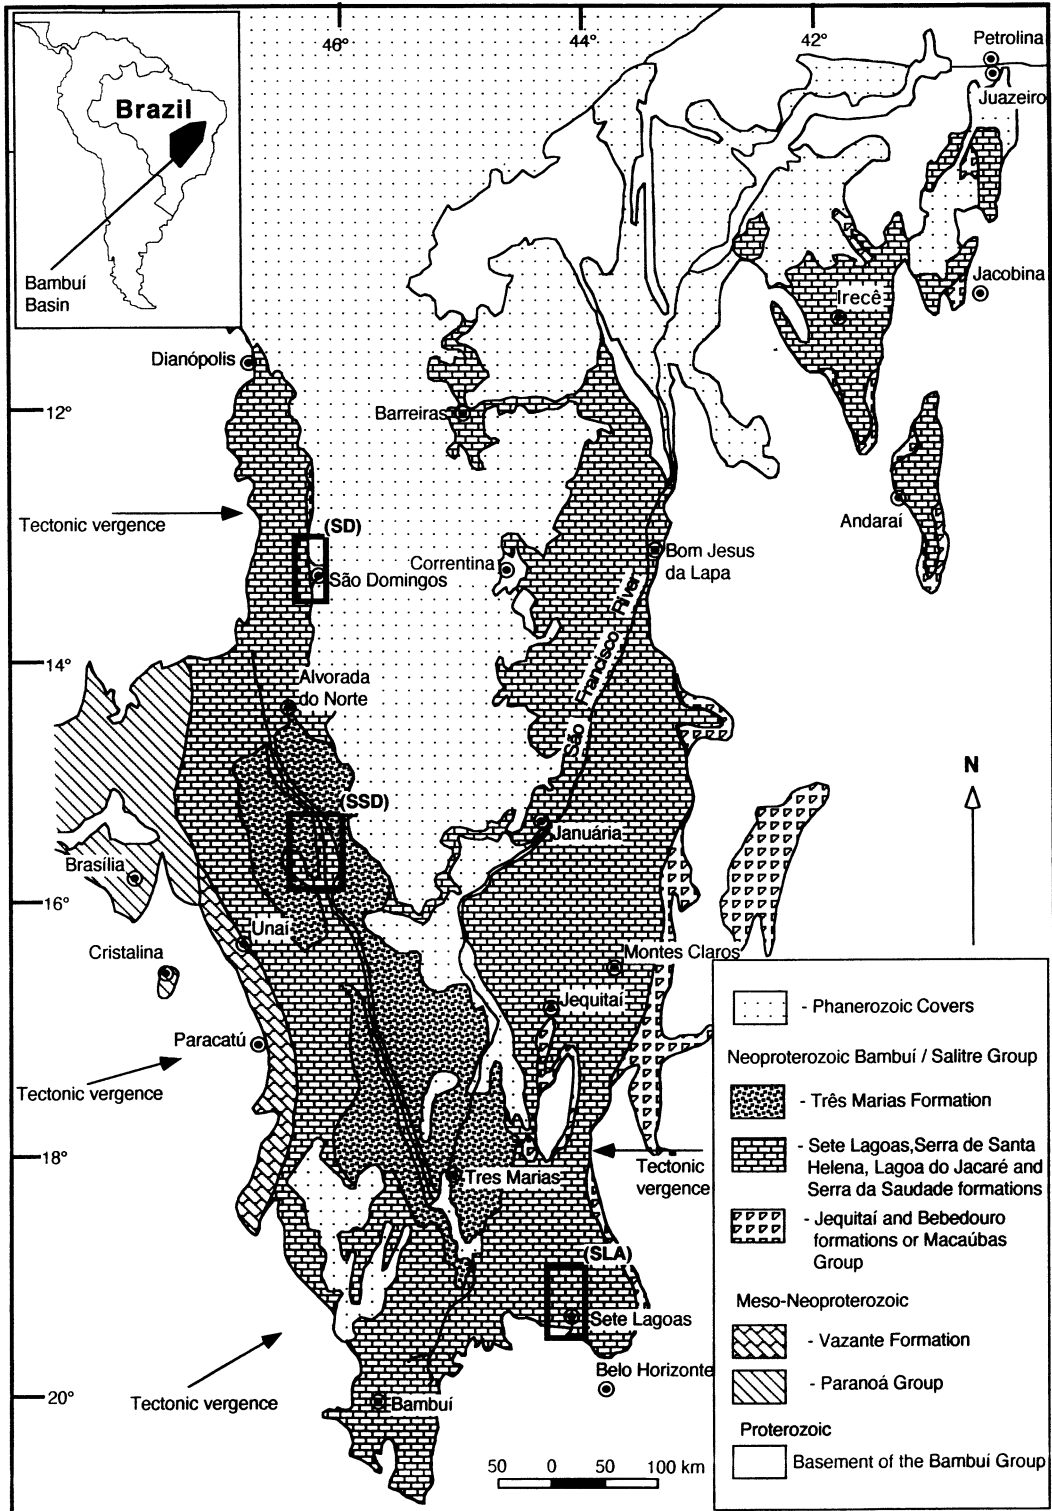 46°
44°
42°
Brazil
Bambuí
Basin
Petrolina
Juazeiro
Jacobina
Irecê
Dianópolis
12°
Barreiras
Andaraí
Tectonic vergence
(SD)
São Domingos
Correntina
Bom Jesus
da Lapa
São Francisco River
14°
Alvorada
do Norte
(SSD)
Januária
N
Brasília
16°
Unaí
Cristalina
Montes Claros
Jequitaí
Paracatú
Tectonic vergence
18°
Tres Marias
Tectonic
vergence
(SLA)
Sete Lagoas
Belo Horizonte
Tectonic vergence
20°
Bambuí
50 0 50 100 km
- Phanerozoic Covers
Neoproterozoic Bambuí / Salitre Group
- Três Marias Formation
- Sete Lagoas,Serra de Santa
Helena, Lagoa do Jacaré and
Serra da Saudade formations
- Jequitaí and Bebedouro
formations or Macaúbas
Group
Meso-Neoproterozoic
- Vazante Formation
- Paranoá Group
Proterozoic
Basement of the Bambuí Group